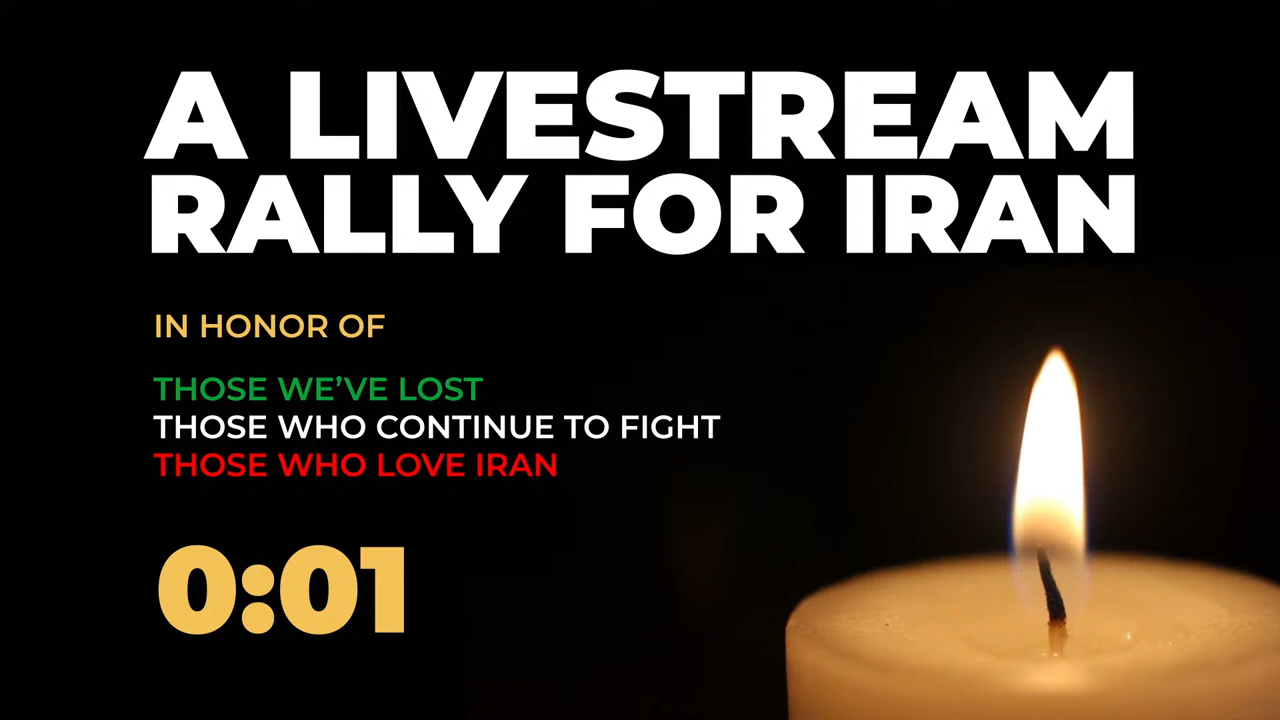 A LIVESTREAM
RALLY FOR IRAN
IN HONOR OF
THOSE WE’VE LOST
THOSE WHO CONTINUE TO FIGHT
THOSE WHO LOVE IRAN
0:01